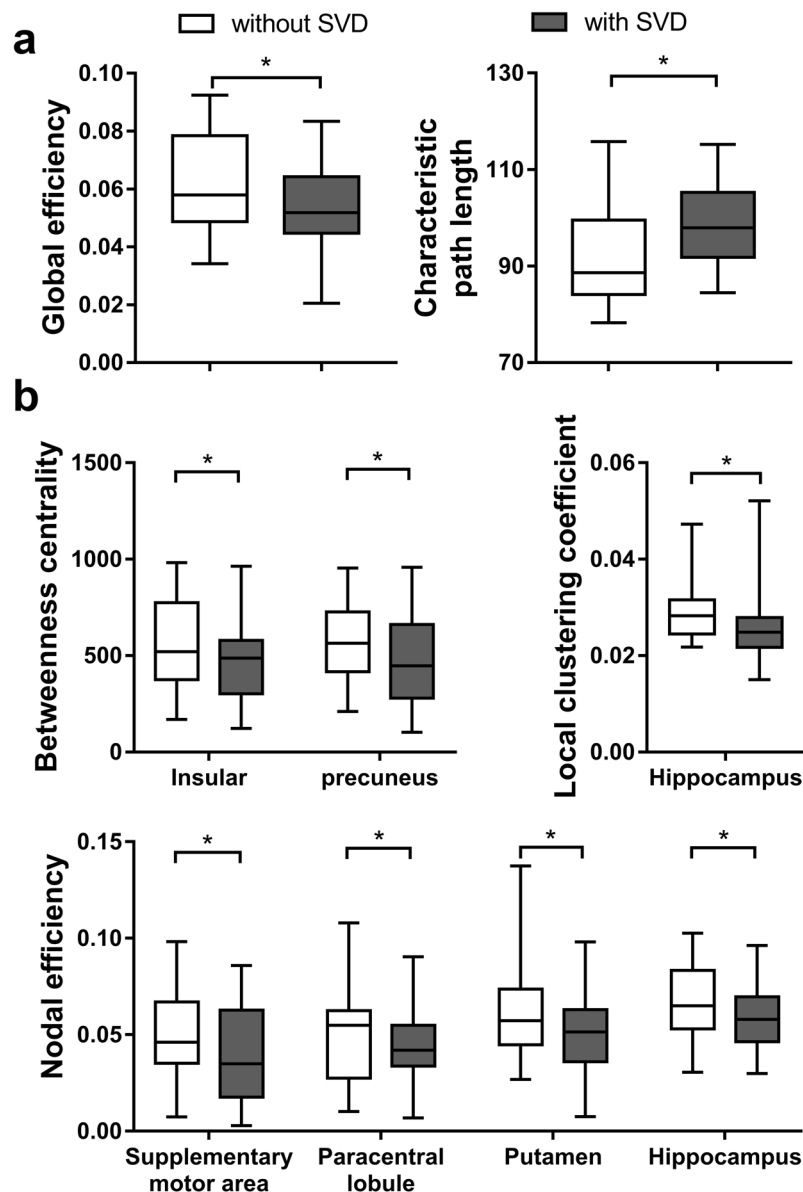 a
without SVD
with SVD
Global efficiency
0.10
0.08
0.06
0.04
0.02
0.00
*
Characteristic
path length
130
110
90
70
*
b
Betweenness centrality
1500
1000
500
0
*
*
Insular
precuneus
Local clustering coefficient
0.06
0.04
0.02
0.00
*
Hippocampus
Nodal efficiency
0.15
0.10
0.05
0.00
*
*
*
*
Supplementary
motor area
Paracentral
lobule
Putamen
Hippocampus